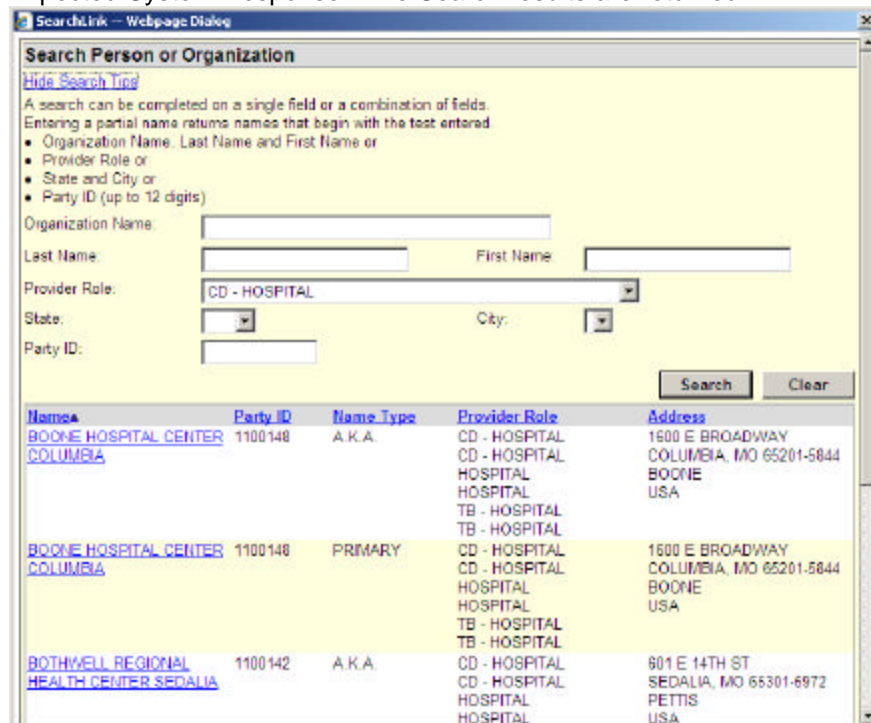 SearchLink -- Webpage Dialog
Search Person or Organization
Hide Search Tips
A search can be completed on a single field or a combination of fields.
Entering a partial name returns names that begin with the test entered
• Organization Name, Last Name and First Name or
• Provider Role or
• State and City or
• Party ID (up to 12 digits)
Organization Name:
Last Name: First Name:
Provider Role: CD - HOSPITAL
State: City:
Party ID:
Search Clear
Name▲ Party ID Name Type Provider Role Address
BOONE HOSPITAL CENTER 1100148 A.K.A. CD - HOSPITAL 1600 E BROADWAY
COLUMBIA CD - HOSPITAL COLUMBIA, MO 65201-5844
HOSPITAL BOONE
HOSPITAL USA
TB - HOSPITAL
TB - HOSPITAL
BOONE HOSPITAL CENTER 1100148 PRIMARY CD - HOSPITAL 1600 E BROADWAY
COLUMBIA CD - HOSPITAL COLUMBIA, MO 65201-5844
HOSPITAL BOONE
HOSPITAL USA
TB - HOSPITAL
TB - HOSPITAL
BOTHWELL REGIONAL 1100142 A.K.A. CD - HOSPITAL 601 E 14TH ST
HEALTH CENTER SEDALIA CD - HOSPITAL SEDALIA, MO 65301-6972
HOSPITAL PETTIS
HOSPITAL USA